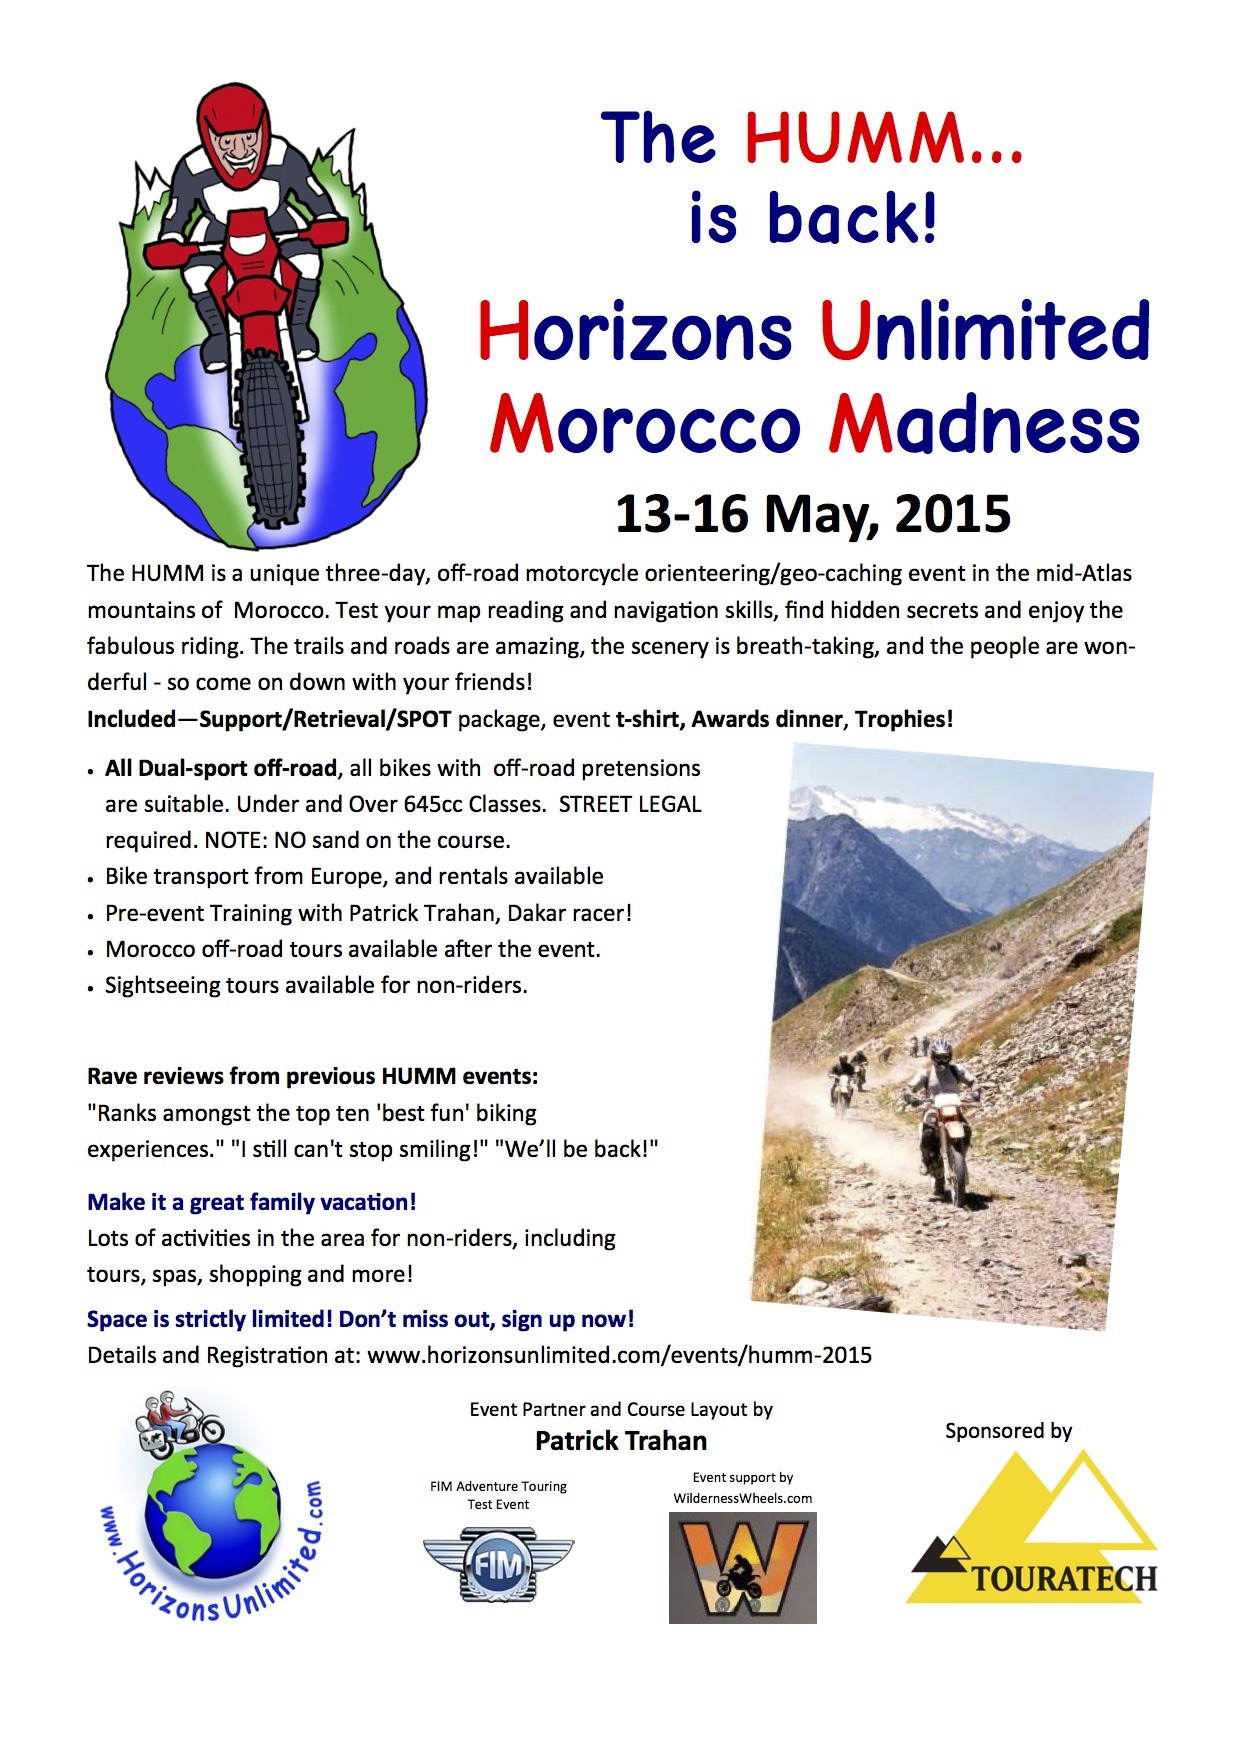 The HUMM...
is back!
Horizons Unlimited
Morocco Madness
13-16 May, 2015
The HUMM is a unique three-day, off-road motorcycle orienteering/geo-caching event in the mid-Atlas
mountains of  Morocco. Test your map reading and navigation skills, find hidden secrets and enjoy the
fabulous riding. The trails and roads are amazing, the scenery is breath-taking, and the people are won-
derful - so come on down with your friends!
Included—Support/Retrieval/SPOT package, event t-shirt, Awards dinner, Trophies!
• All Dual-sport off-road, all bikes with  off-road pretensions
are suitable. Under and Over 645cc Classes.  STREET LEGAL
required. NOTE: NO sand on the course.
• Bike transport from Europe, and rentals available
• Pre-event Training with Patrick Trahan, Dakar racer!
• Morocco off-road tours available after the event.
• Sightseeing tours available for non-riders.
Rave reviews from previous HUMM events:
"Ranks amongst the top ten 'best fun' biking
experiences." "I still can't stop smiling!" "We’ll be back!"
Make it a great family vacation!
Lots of activities in the area for non-riders, including
tours, spas, shopping and more!
Space is strictly limited! Don’t miss out, sign up now!
Details and Registration at: www.horizonsunlimited.com/events/humm-2015
www.HorizonsUnlimited.com
Event Partner and Course Layout by
Patrick Trahan
FIM Adventure Touring
Test Event
FIM
Event support by
WildernessWheels.com
W
Sponsored by
TOURATECH